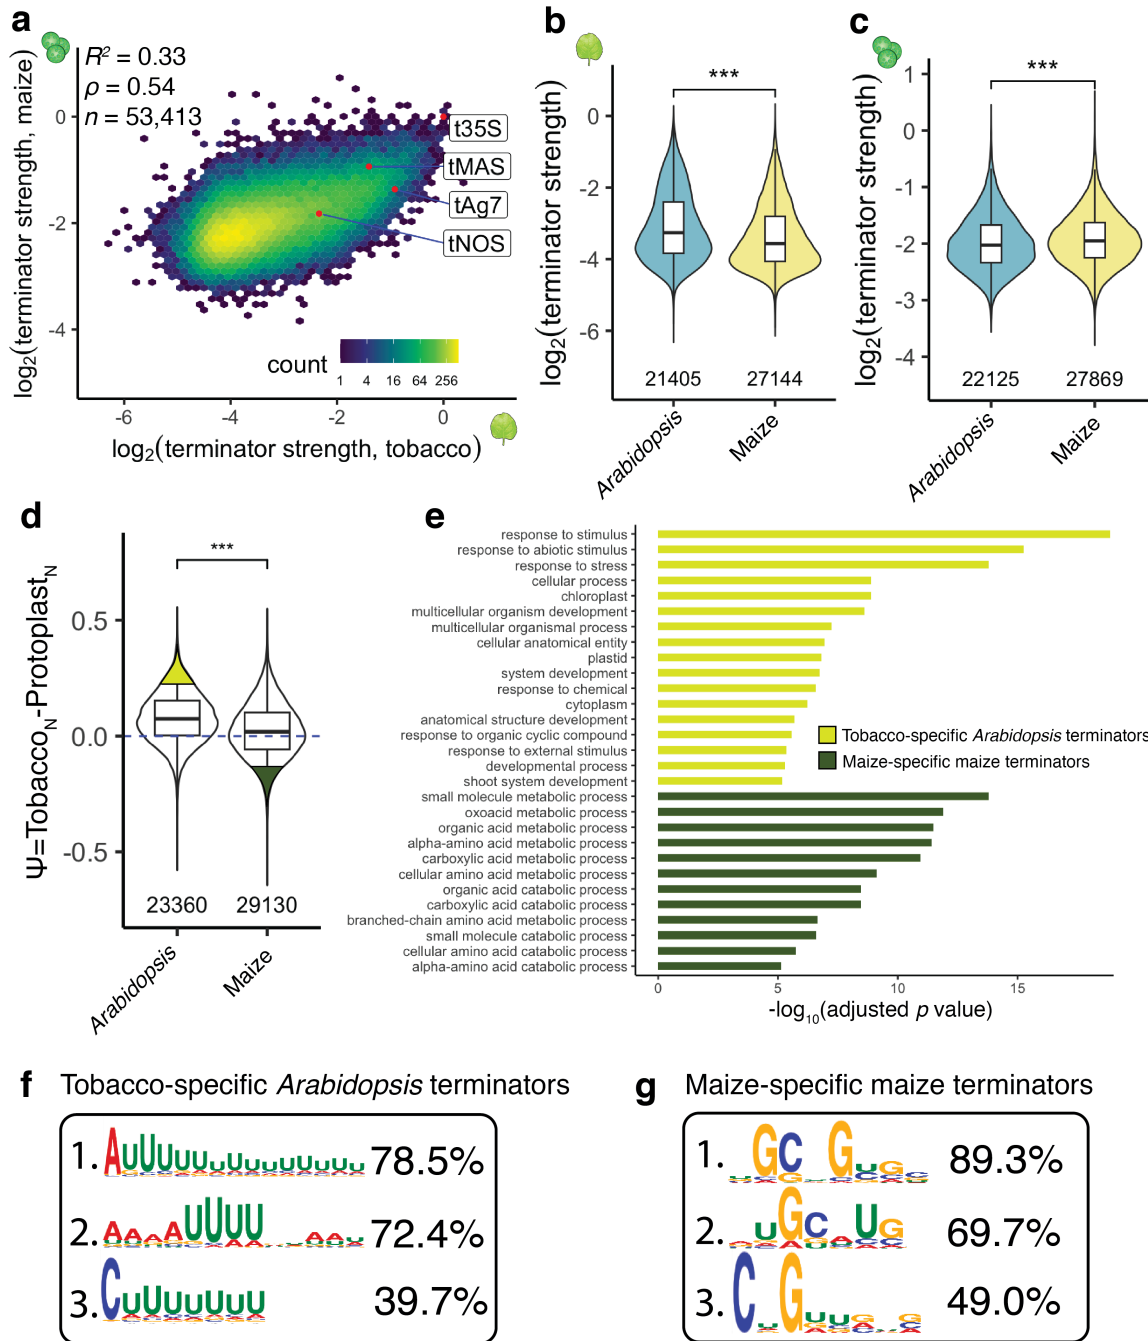 a
R² = 0.33
ρ = 0.54
n = 53,413
log₂(terminator strength, maize)
0
-2
-4
t35S
tMAS
tAg7
tNOS
count
1 4 16 64 256
-6 -4 -2 0
log₂(terminator strength, tobacco)
b
***
log₂(terminator strength)
0
-2
-4
-6
21405 27144
Arabidopsis Maize
c
***
log₂(terminator strength)
1
0
-1
-2
-3
-4
22125 27869
Arabidopsis Maize
d
***
Ψ=Tobacco_N-Protoplast_N
0.5
0.0
-0.5
23360 29130
Arabidopsis Maize
e
response to stimulus
response to abiotic stimulus
response to stress
cellular process
chloroplast
multicellular organism development
multicellular organismal process
cellular anatomical entity
plastid
system development
response to chemical
cytoplasm
anatomical structure development
response to organic cyclic compound
response to external stimulus
developmental process
shoot system development
small molecule metabolic process
oxoacid metabolic process
organic acid metabolic process
alpha-amino acid metabolic process
carboxylic acid metabolic process
cellular amino acid metabolic process
organic acid catabolic process
carboxylic acid catabolic process
branched-chain amino acid metabolic process
small molecule catabolic process
cellular amino acid catabolic process
alpha-amino acid catabolic process
Tobacco-specific Arabidopsis terminators
Maize-specific maize terminators
0 5 10 15
-log₁₀(adjusted p value)
f Tobacco-specific Arabidopsis terminators
1. AUUUUUUUUUUUUUU 78.5%
2. AAAAUUUU AAU 72.4%
3. CUUUUUUU 39.7%
g Maize-specific maize terminators
1. GC GUG 89.3%
2. UGC UG 69.7%
3. C G 49.0%